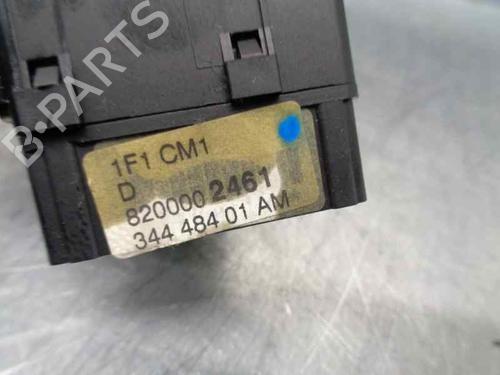 B-PARTS
1F1 CM1
D
820000 2461
344 484 01 AM